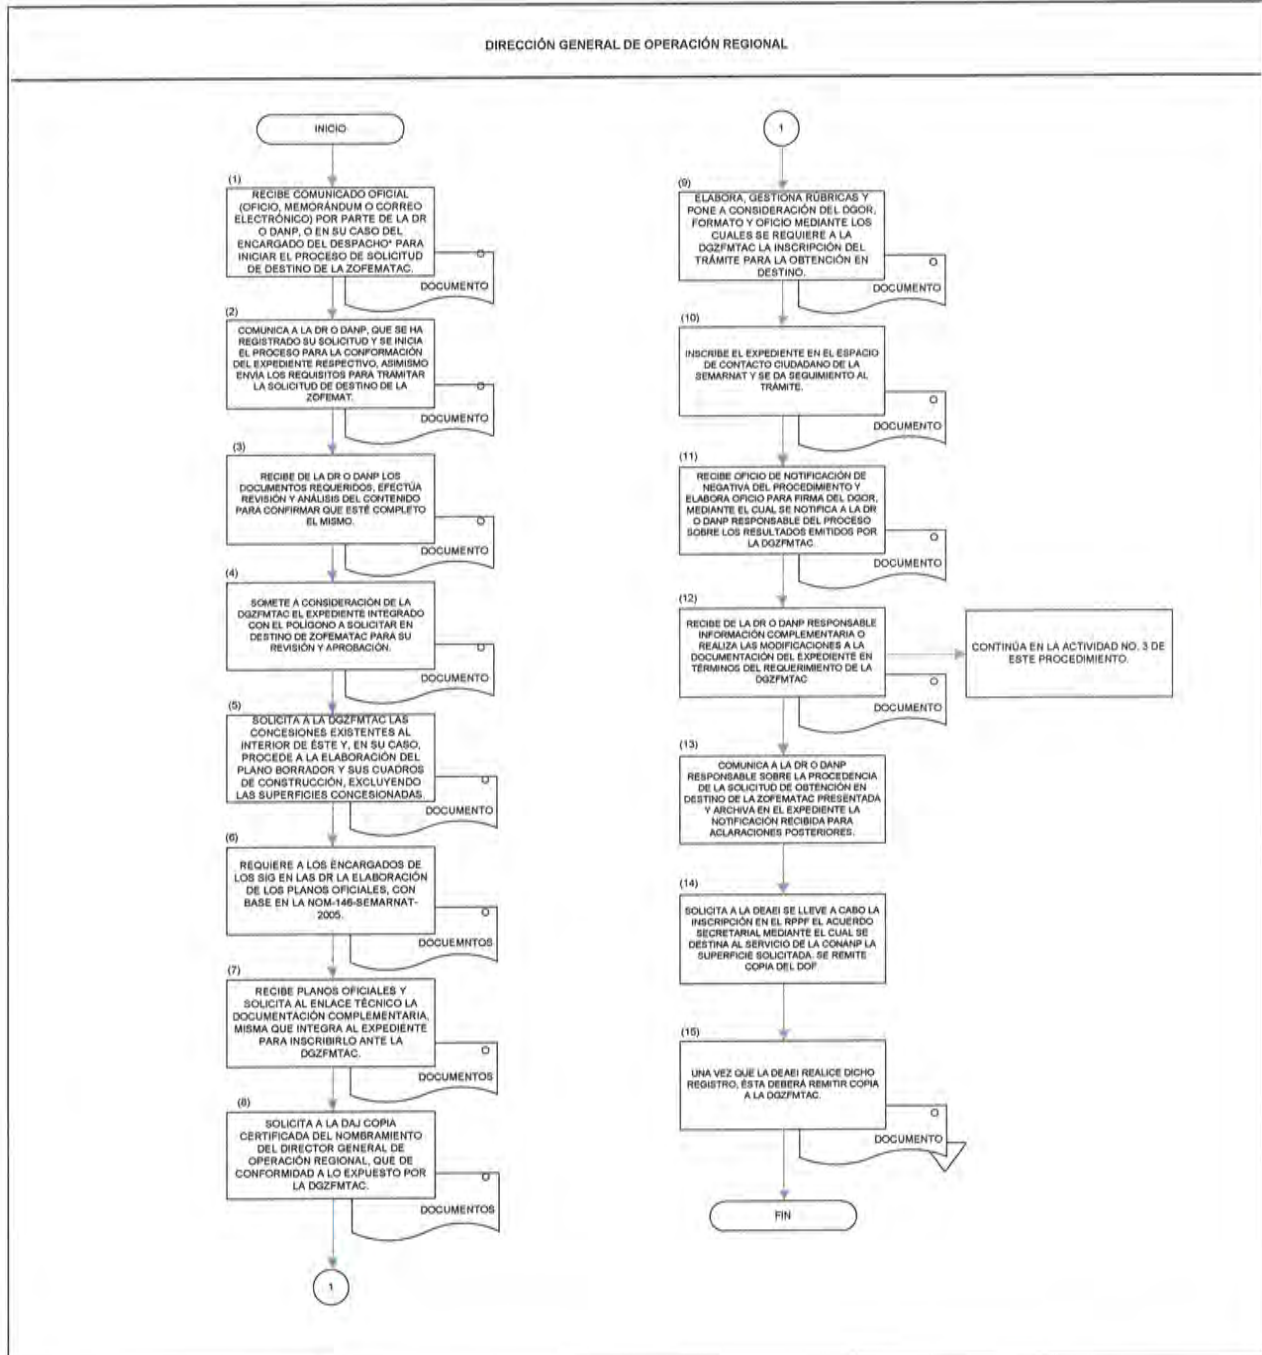 DIRECCIÓN GENERAL DE OPERACIÓN REGIONAL
INICIO
(1)
RECIBE COMUNICADO OFICIAL
(OFICIO, MEMORÁNDUM O CORREO
ELECTRÓNICO) POR PARTE DE LA DR
O DANP, O EN SU CASO DEL
ENCARGADO DEL DESPACHO* PARA
INICIAR EL PROCESO DE SOLICITUD
DE DESTINO DE LA ZOFEMATAC.
O
DOCUMENTO
(2)
COMUNICA A LA DR O DANP, QUE SE HA
REGISTRADO SU SOLICITUD Y SE INICIA
EL PROCESO PARA LA CONFORMACIÓN
DEL EXPEDIENTE RESPECTIVO, ASIMISMO
ENVÍA LOS REQUISITOS PARA TRAMITAR
LA SOLICITUD DE DESTINO DE LA
ZOFEMAT.
O
DOCUMENTO
(3)
RECIBE DE LA DR O DANP LOS
DOCUMENTOS REQUERIDOS, EFECTÚA
REVISIÓN Y ANÁLISIS DEL CONTENIDO
PARA CONFIRMAR QUE ESTÉ COMPLETO
EL MISMO.
O
DOCUMENTO
(4)
SOMETE A CONSIDERACIÓN DE LA
DGZFMTAC EL EXPEDIENTE INTEGRADO
CON EL POLÍGONO A SOLICITAR EN
DESTINO DE ZOFEMATAC PARA SU
REVISIÓN Y APROBACIÓN.
O
DOCUMENTO
(5)
SOLICITA A LA DGZFMTAC LAS
CONCESIONES EXISTENTES AL
INTERIOR DE ÉSTE Y, EN SU CASO,
PROCEDE A LA ELABORACIÓN DEL
PLANO BORRADOR Y SUS CUADROS
DE CONSTRUCCIÓN, EXCLUYENDO
LAS SUPERFICIES CONCESIONADAS.
O
DOCUMENTO
(6)
REQUIERE A LOS ENCARGADOS DE
LOS SIG EN LAS DR LA ELABORACIÓN
DE LOS PLANOS OFICIALES, CON
BASE EN LA NOM-146-SEMARNAT-
2005.
O
DOCUEMNTOS
(7)
RECIBE PLANOS OFICIALES Y
SOLICITA AL ENLACE TÉCNICO LA
DOCUMENTACIÓN COMPLEMENTARIA,
MISMA QUE INTEGRA AL EXPEDIENTE
PARA INSCRIBIRLO ANTE LA
DGZFMTAC.
O
DOCUMENTOS
(8)
SOLICITA A LA DAJ COPIA
CERTIFICADA DEL NOMBRAMIENTO
DEL DIRECTOR GENERAL DE
OPERACIÓN REGIONAL, QUE DE
CONFORMIDAD A LO EXPUESTO POR
LA DGZFMTAC.
O
DOCUMENTOS
1
1
(9)
ELABORA, GESTIONA RÚBRICAS Y
PONE A CONSIDERACIÓN DEL DGOR,
FORMATO Y OFICIO MEDIANTE LOS
CUALES SE REQUIERE A LA
DGZFMTAC LA INSCRIPCIÓN DEL
TRÁMITE PARA LA OBTENCIÓN EN
DESTINO.
O
DOCUMENTO
(10)
INSCRIBE EL EXPEDIENTE EN EL ESPACIO
DE CONTACTO CIUDADANO DE LA
SEMARNAT Y SE DA SEGUIMIENTO AL
TRÁMITE.
O
DOCUMENTO
(11)
RECIBE OFICIO DE NOTIFICACIÓN DE
NEGATIVA DEL PROCEDIMIENTO Y
ELABORA OFICIO PARA FIRMA DEL DGOR,
MEDIANTE EL CUAL SE NOTIFICA A LA DR
O DANP RESPONSABLE DEL PROCESO
SOBRE LOS RESULTADOS EMITIDOS POR
LA DGZFMTAC.
O
DOCUMENTO
(12)
RECIBE DE LA DR O DANP RESPONSABLE
INFORMACIÓN COMPLEMENTARIA O
REALIZA LAS MODIFICACIONES A LA
DOCUMENTACIÓN DEL EXPEDIENTE EN
TÉRMINOS DEL REQUERIMIENTO DE LA
DGZFMTAC
O
DOCUMENTO
CONTINÚA EN LA ACTIVIDAD NO. 3 DE
ESTE PROCEDIMIENTO.
(13)
COMUNICA A LA DR O DANP
RESPONSABLE SOBRE LA PROCEDENCIA
DE LA SOLICITUD DE OBTENCIÓN EN
DESTINO DE LA ZOFEMATAC PRESENTADA
Y ARCHIVA EN EL EXPEDIENTE LA
NOTIFICACIÓN RECIBIDA PARA
ACLARACIONES POSTERIORES.
(14)
SOLICITA A LA DEAEI SE LLEVE A CABO LA
INSCRIPCIÓN EN EL RPPF EL ACUERDO
SECRETARIAL MEDIANTE EL CUAL SE
DESTINA AL SERVICIO DE LA CONANP LA
SUPERFICIE SOLICITADA. SE REMITE
COPIA DEL DOF
(15)
UNA VEZ QUE LA DEAEI REALICE DICHO
REGISTRO, ÉSTA DEBERÁ REMITIR COPIA
A LA DGZFMTAC.
O
DOCUMENTO
FIN